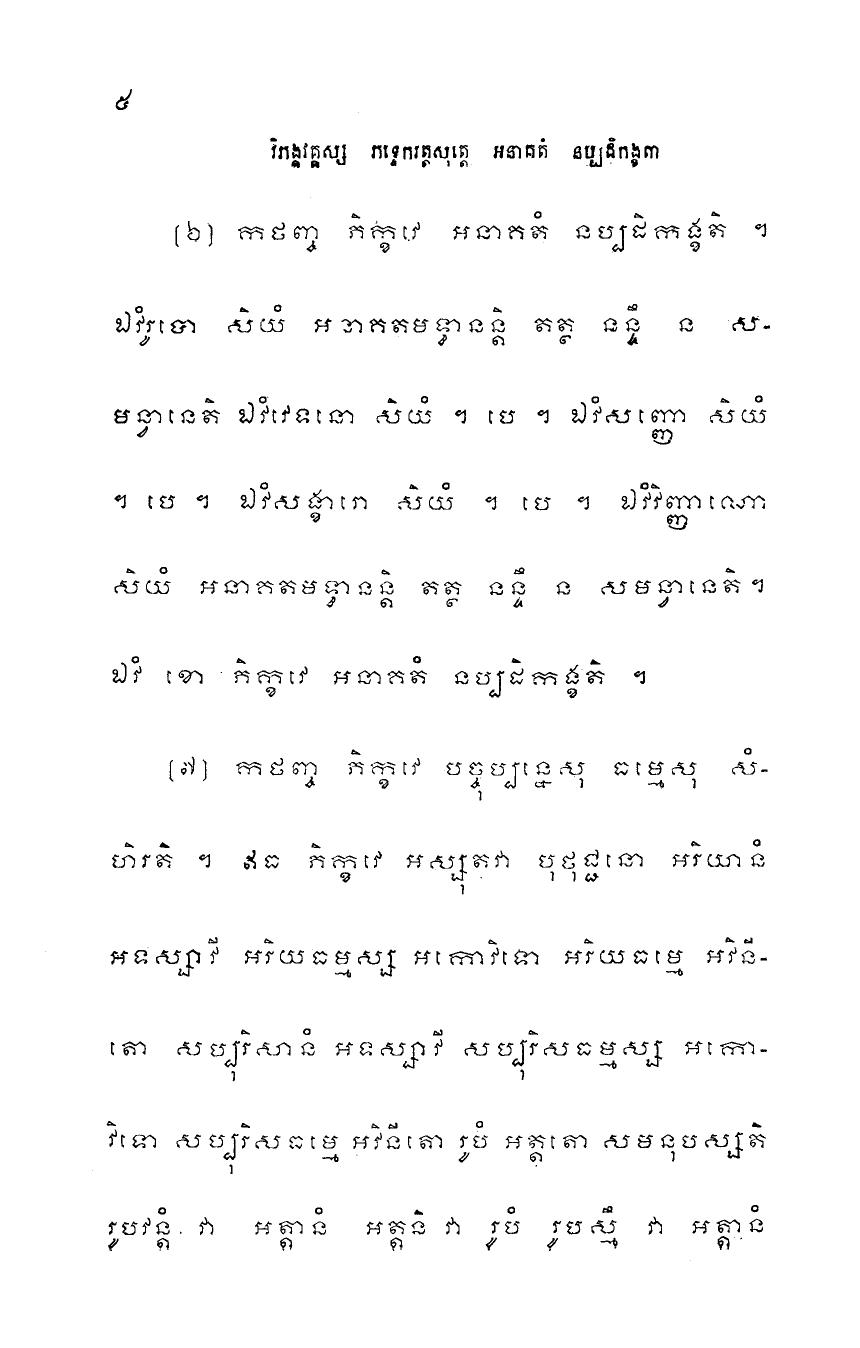 ៥
វិភង្គវគ្គស្ស ភទ្ទេករត្តសុត្តេ អនាគតំ នប្បដិកង្ខតា
(៦) កថញ្ច ភិក្ខវេ អនាគតំ នប្បដិកង្ខតិ ។
ឯវំរូបោ សិយំ អនាគតមទ្ធានន្តិ តត្ថ នន្ទឹ ន ស-
មន្វានេតិ ឯវំវេទនោ សិយំ ។ បេ ។ ឯវំសញ្ញោ សិយំ
។ បេ ។ ឯវំសង្ខារោ សិយំ ។ បេ ។ ឯវំវិញ្ញាណោ
សិយំ អនាគតមទ្ធានន្តិ តត្ថ នន្ទឹ ន សមន្វានេតិ។
ឯវំ ខោ ភិក្ខវេ អនាគតំ នប្បដិកង្ខតិ ។
(៧) កថញ្ច ភិក្ខវេ បច្ចុប្បន្នេសុ ធម្មេសុ សំ-
ហិរតិ ។ ឥធ ភិក្ខវេ អស្សុតវា បុថុជ្ជនោ អរិយានំ
អទស្សាវី អរិយធម្មស្ស អកោវិទោ អរិយធម្មេ អវិនី-
តោ សប្បុរិសានំ អទស្សាវី សប្បុរិសធម្មស្ស អកោ-
វិទោ សប្បុរិសធម្មេ អវិនីតោ រូបំ អត្តតោ សមនុបស្សតិ
រូបវន្តំ វា អត្តានំ អត្តនិ វា រូបំ រូបស្មឹ វា អត្តានំ